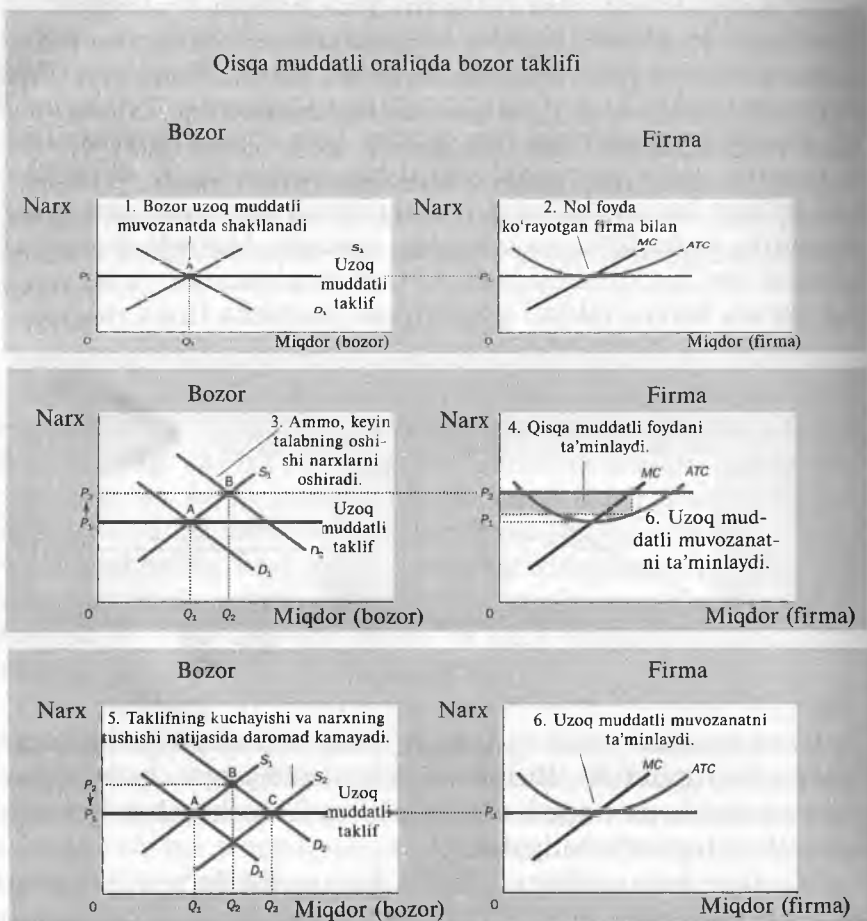 Qisqa muddatli oraliqda bozor taklifi
Bozor
Firma
Narx
1. Bozor uzoq muddatli
muvozanatda shakllanadi
S₁
Uzoq
muddatli
taklif
A
P₁
D₁
0
Q₁
Miqdor (bozor)
Narx
2. Nol foyda
ko'rayotgan firma bilan
MC
ATC
P₁
0
Miqdor (firma)
Bozor
Firma
Narx
3. Ammo, keyin
talabning oshi-
shi narxlarni
oshiradi.
B
S₁
P₂
P₁
A
Uzoq
muddatli
taklif
D₂
D₁
0
Q₁
Q₂
Miqdor (bozor)
Narx
4. Qisqa muddatli foydani
ta'minlaydi.
MC
ATC
P₂
P₁
6. Uzoq mud-
datli muvozanat-
ni ta'minlaydi.
0
Miqdor (firma)
Bozor
Firma
Narx
5. Taklifning kuchayishi va narxning
tushishi natijasida daromad kamayadi.
S₁
B
S₂
P₂
P₁
A
C
Uzoq
muddatli
taklif
D₂
D₁
0
Q₁
Q₂
Q₃
Miqdor (bozor)
Narx
6. Uzoq muddatli muvozanatni
ta'minlaydi.
MC
ATC
P₁
0
Miqdor (firma)